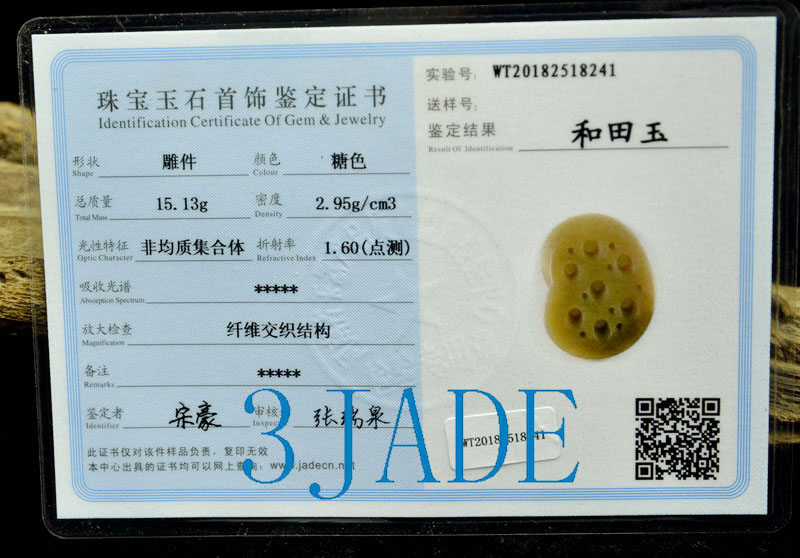 珠宝玉石首饰鉴定证书
Identification Certificate Of Gem & Jewelry
形状 Shape 雕件 颜色 Colour 糖色
总质量 Total Mass 15.13g 密度 Density 2.95g/cm3
光性特征 Optic Character 非均质集合体 折射率 Refractive Index 1.60(点测)
吸收光谱 Absorption Spectrum *****
放大检查 Magnification 纤维交织结构
备注 Remarks *****
鉴定者 Identifier 宋豪 审核 Inspec 张瑞泉
此证书仅对该件样品负责、复印无效
本中心出具的证书均可以网上查询: www.jadecn.net
实验号: WT20182518241
送样号:
鉴定结果 Result Of Identification 和田玉
WT20182518241
3 JADE